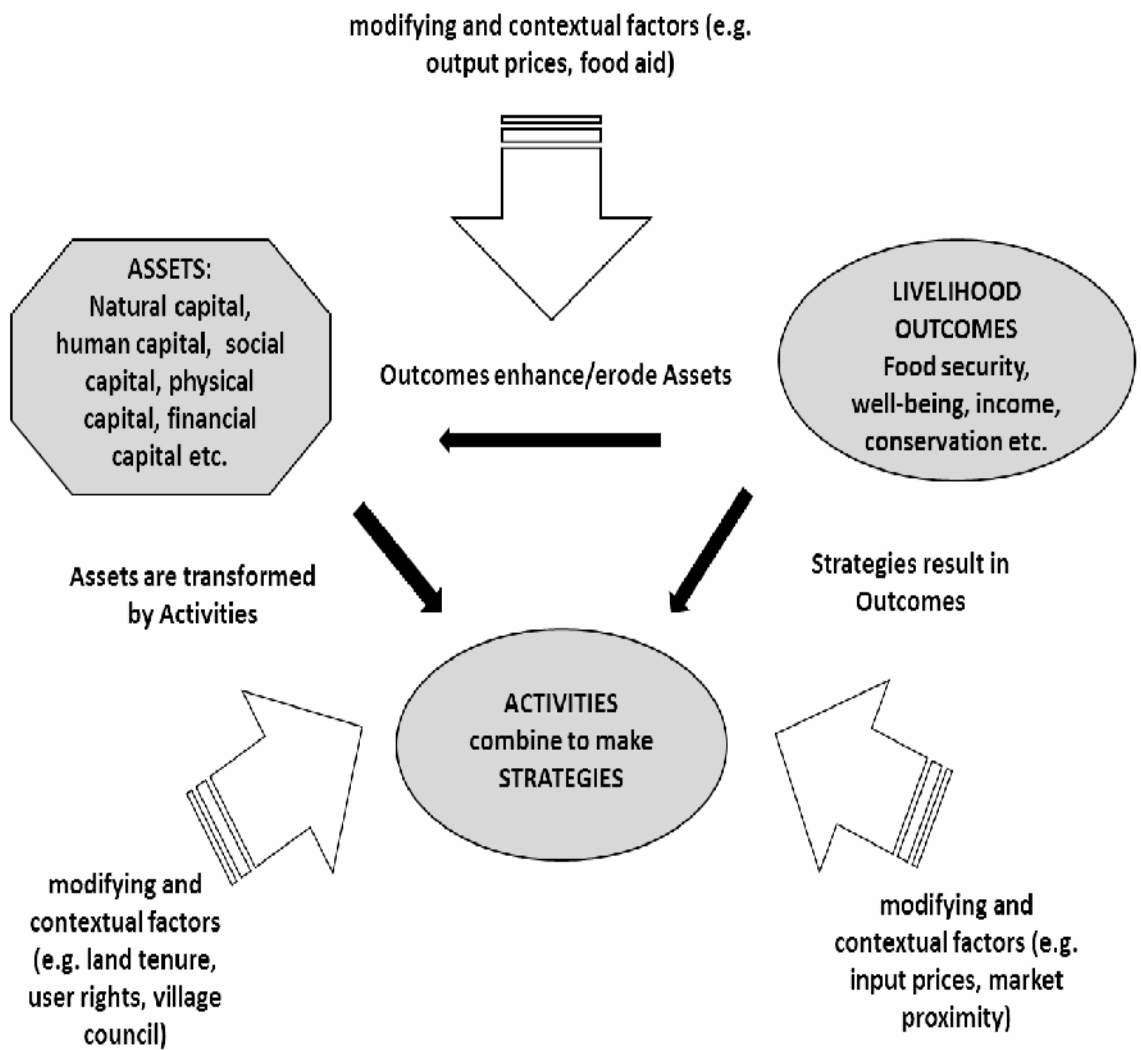 modifying and contextual factors (e.g.
output prices, food aid)
ASSETS:
Natural capital,
human capital, social
capital, physical
capital, financial
capital etc.
LIVELIHOOD
OUTCOMES
Food security,
well-being, income,
conservation etc.
Outcomes enhance/erode Assets
Assets are transformed
by Activities
Strategies result in
Outcomes
ACTIVITIES
combine to make
STRATEGIES
modifying and
contextual factors
(e.g. land tenure,
user rights, village
council)
modifying and
contextual factors (e.g.
input prices, market
proximity)